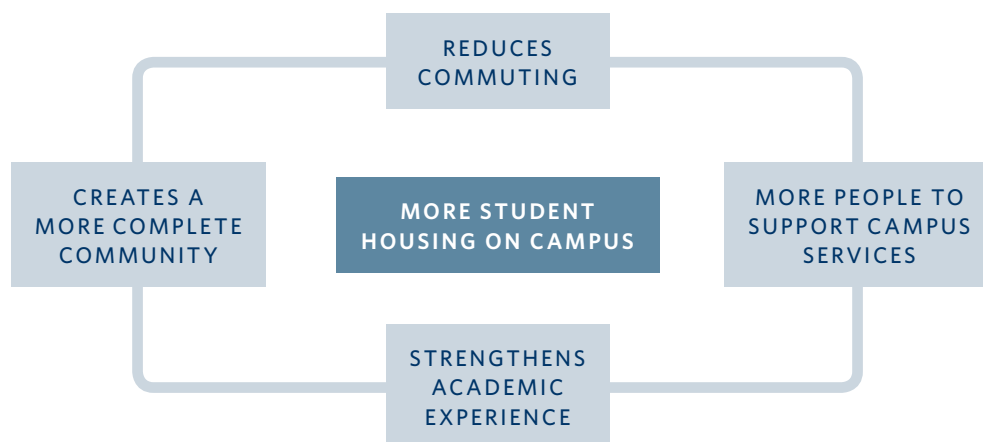 REDUCES
COMMUTING
CREATES A
MORE COMPLETE
COMMUNITY
MORE STUDENT
HOUSING ON CAMPUS
MORE PEOPLE TO
SUPPORT CAMPUS
SERVICES
STRENGTHENS
ACADEMIC
EXPERIENCE